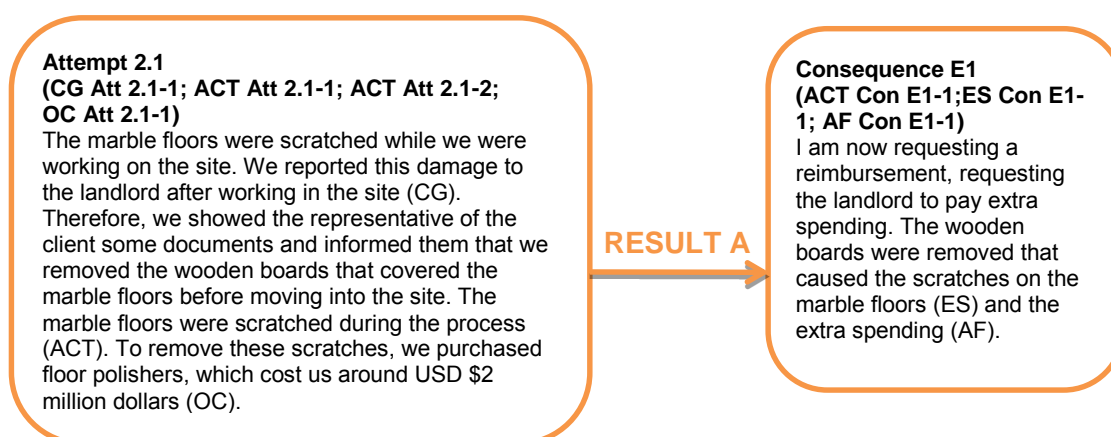 Attempt 2.1
(CG Att 2.1-1; ACT Att 2.1-1; ACT Att 2.1-2;
OC Att 2.1-1)
The marble floors were scratched while we were
working on the site. We reported this damage to
the landlord after working in the site (CG).
Therefore, we showed the representative of the
client some documents and informed them that we
removed the wooden boards that covered the
marble floors before moving into the site. The
marble floors were scratched during the process
(ACT). To remove these scratches, we purchased
floor polishers, which cost us around USD $2
million dollars (OC).
RESULT A
Consequence E1
(ACT Con E1-1;ES Con E1-
1; AF Con E1-1)
I am now requesting a
reimbursement, requesting
the landlord to pay extra
spending. The wooden
boards were removed that
caused the scratches on the
marble floors (ES) and the
extra spending (AF).